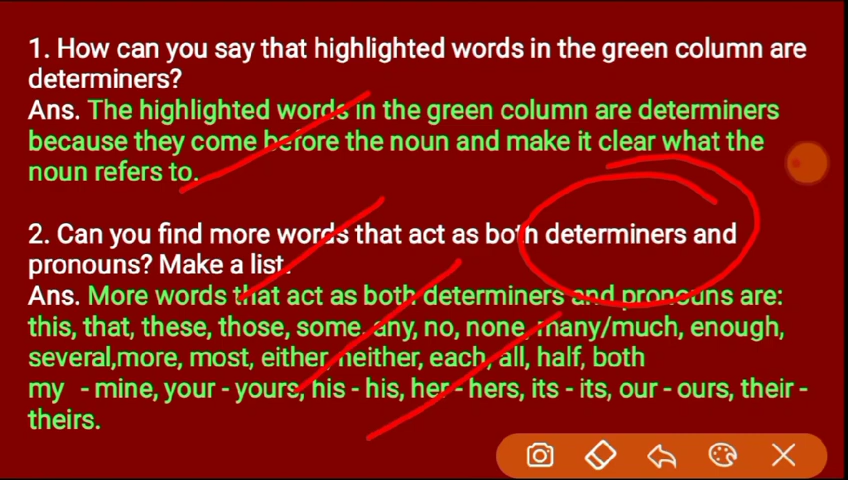 1. How can you say that highlighted words in the green column are
determiners?
Ans. The highlighted words in the green column are determiners
because they come before the noun and make it clear what the
noun refers to.
2. Can you find more words that act as both determiners and
pronouns? Make a list.
Ans. More words that act as both determiners and pronouns are:
this, that, these, those, some, any, no, none, many/much, enough,
several,more, most, either, neither, each, all, half, both
my - mine, your - yours, his - his, her - hers, its - its, our - ours, their -
theirs.